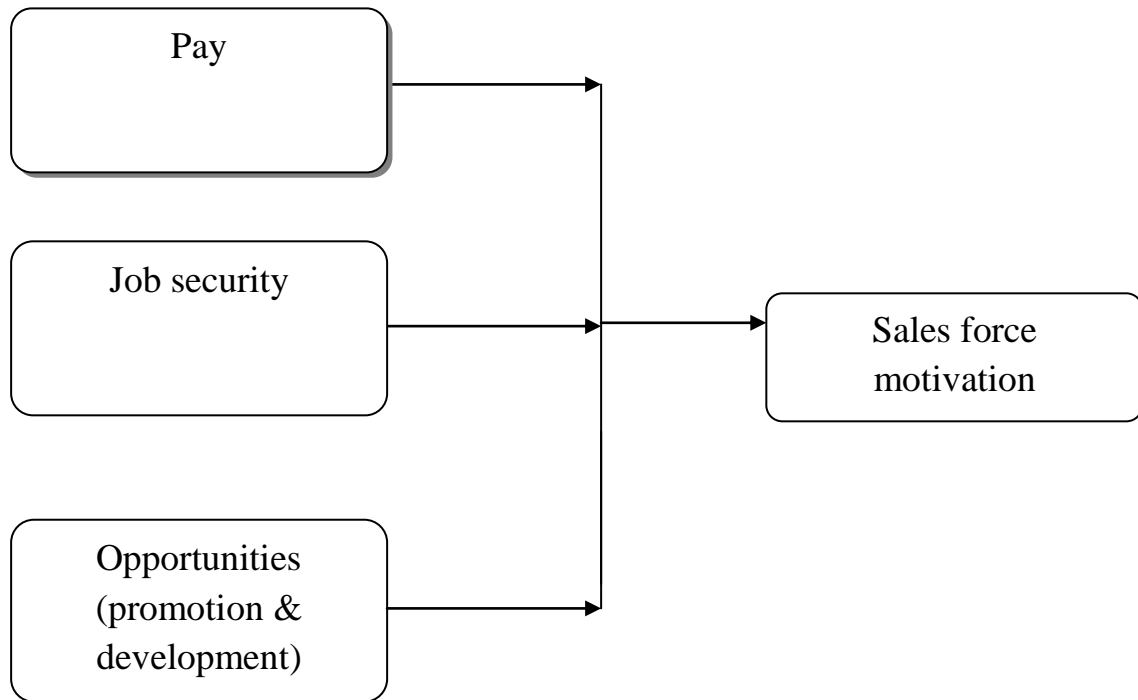 Pay
Job security
Sales force
motivation
Opportunities
(promotion &
development)